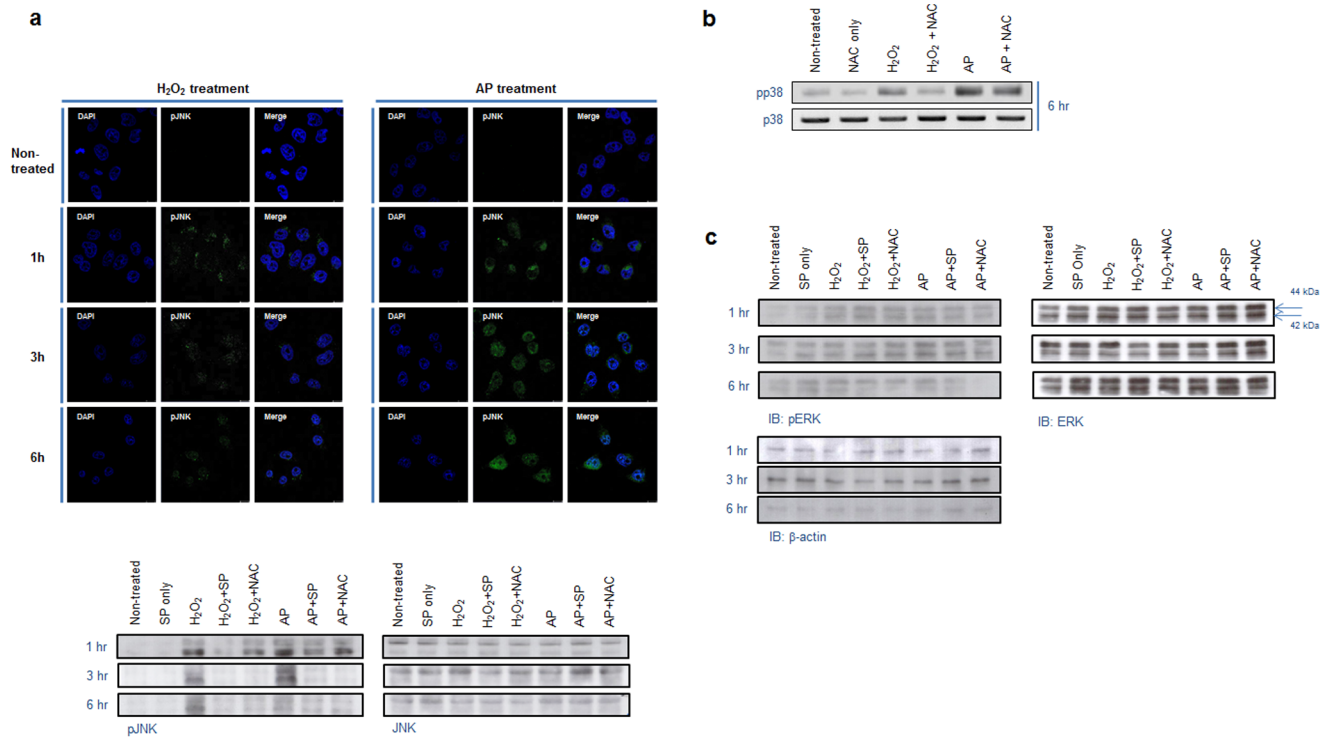 a
H₂O₂ treatment
AP treatment
Non-
treated
DAPI pJNK Merge DAPI pJNK Merge
1h
DAPI pJNK Merge DAPI pJNK Merge
3h
DAPI pJNK Merge DAPI pJNK Merge
6h
DAPI pJNK Merge DAPI pJNK Merge
Non-treated SP only H₂O₂ H₂O₂+SP H₂O₂+NAC AP AP+SP AP+NAC
1 hr
3 hr
6 hr
pJNK
Non-treated SP only H₂O₂ H₂O₂+SP H₂O₂+NAC AP AP+SP AP+NAC
JNK
b
Non-treated NAC only H₂O₂ H₂O₂ + NAC AP AP + NAC
pp38
p38
6 hr
c
Non-treated SP only H₂O₂ H₂O₂+SP H₂O₂+NAC AP AP+SP AP+NAC
1 hr
3 hr
6 hr
IB: pERK
1 hr
3 hr
6 hr
IB: β-actin
Non-treated SP Only H₂O₂ H₂O₂+SP H₂O₂+NAC AP AP+SP AP+NAC
44 kDa
42 kDa
IB: ERK